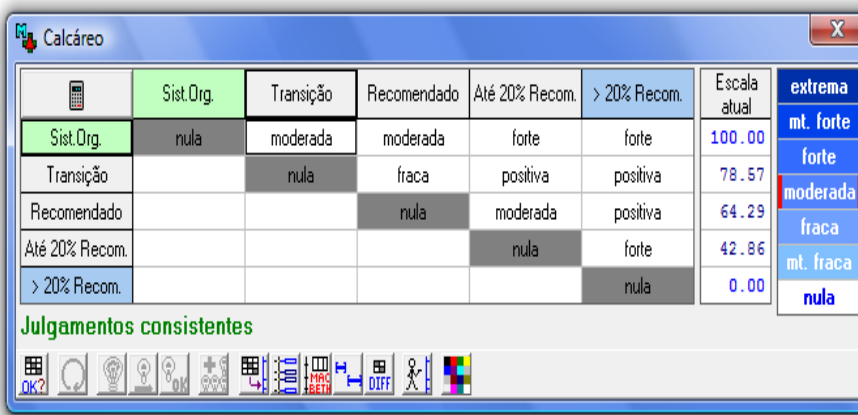 Calcáreo
Sist.Org. Transição Recomendado Até 20% Recom. > 20% Recom. Escala atual
Sist.Org. nula moderada moderada forte forte 100.00
Transição nula fraca positiva positiva 78.57
Recomendado nula moderada positiva 64.29
Até 20% Recom. nula forte 42.86
> 20% Recom. nula 0.00
extrema
mt. forte
forte
moderada
fraca
mt. fraca
nula
Julgamentos consistentes
OK? OK MAC BETH DIFF